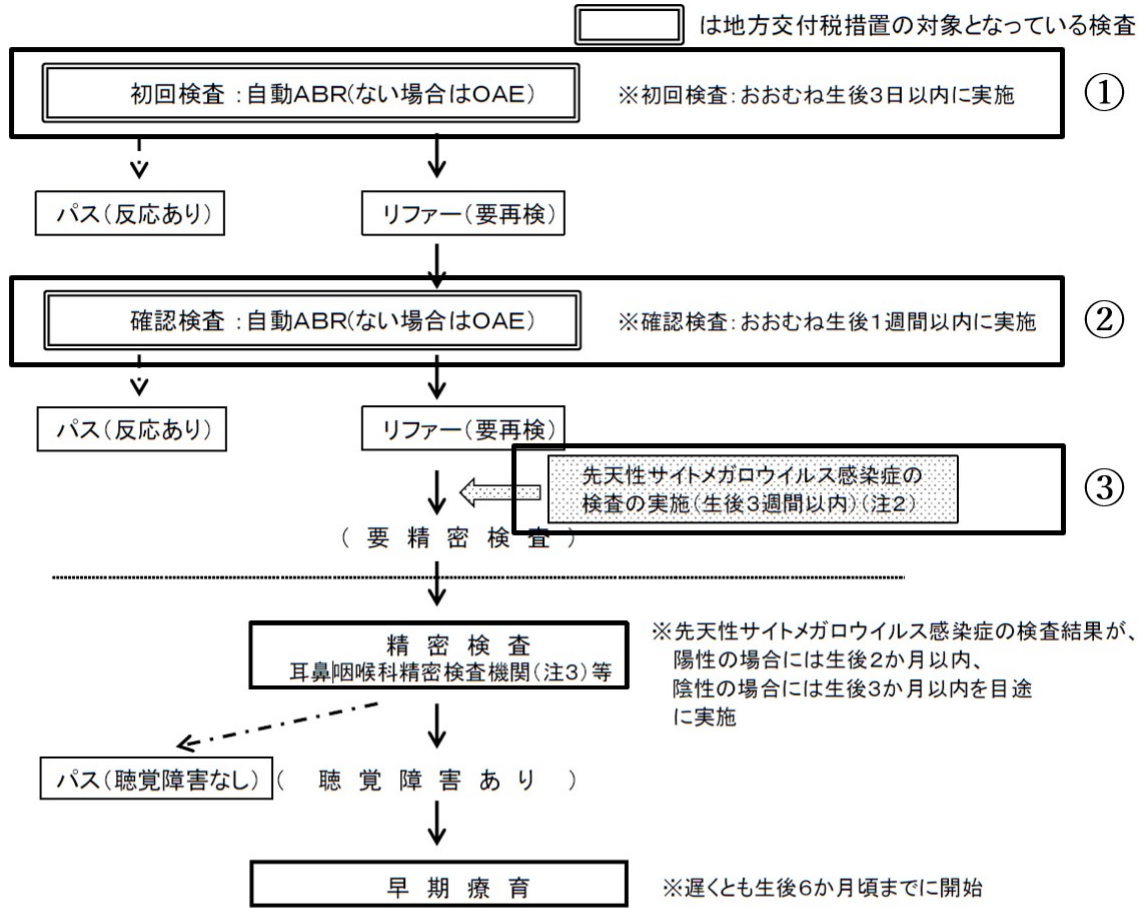 は地方交付税措置の対象となっている検査
初回検査：自動ABR(ない場合はOAE)
※初回検査：おおむね生後3日以内に実施
①
パス(反応あり)
リファー(要再検)
確認検査：自動ABR(ない場合はOAE)
※確認検査：おおむね生後1週間以内に実施
②
パス(反応あり)
リファー(要再検)
先天性サイトメガロウイルス感染症の
検査の実施(生後3週間以内)(注2)
③
(要精密検査)
精密検査
耳鼻咽喉科精密検査機関(注3)等
※先天性サイトメガロウイルス感染症の検査結果が、
陽性の場合には生後2か月以内、
陰性の場合には生後3か月以内を目途
に実施
パス(聴覚障害なし)
(聴覚障害あり)
早期療育
※遅くとも生後6か月頃までに開始